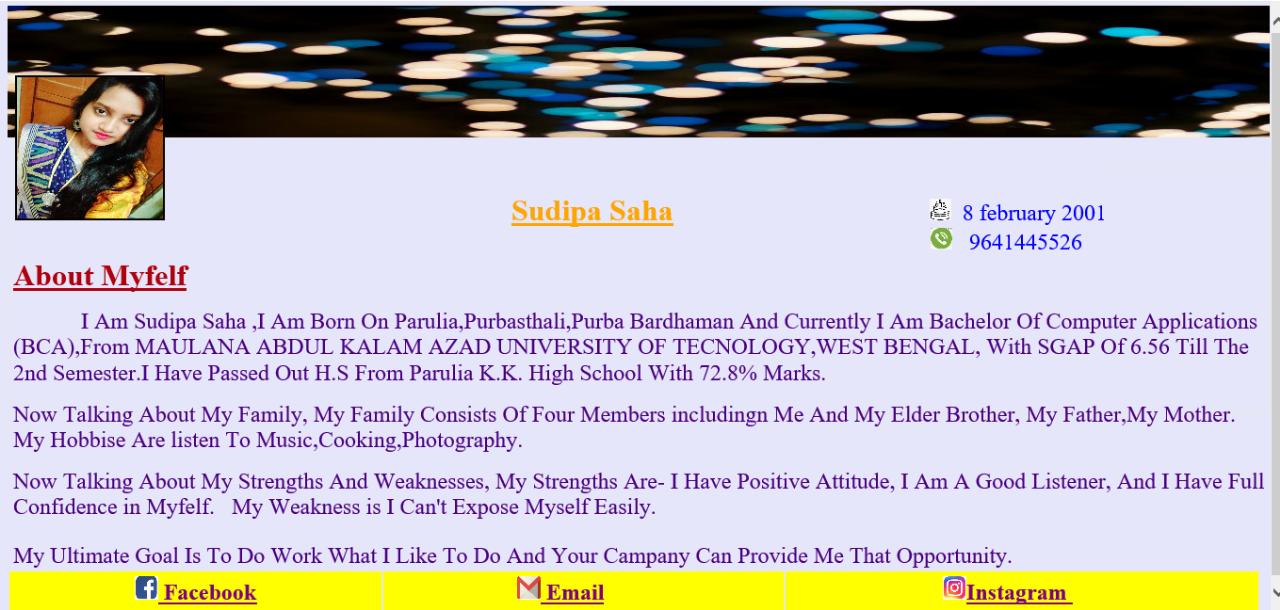 Sudipa Saha
8 february 2001
9641445526
About Myfelf
I Am Sudipa Saha ,I Am Born On Parulia,Purbasthali,Purba Bardhaman And Currently I Am Bachelor Of Computer Applications
(BCA),From MAULANA ABDUL KALAM AZAD UNIVERSITY OF TECNOLOGY,WEST BENGAL, With SGAP Of 6.56 Till The
2nd Semester.I Have Passed Out H.S From Parulia K.K. High School With 72.8% Marks.
Now Talking About My Family, My Family Consists Of Four Members includingn Me And My Elder Brother, My Father,My Mother.
My Hobbise Are listen To Music,Cooking,Photography.
Now Talking About My Strengths And Weaknesses, My Strengths Are- I Have Positive Attitude, I Am A Good Listener, And I Have Full
Confidence in Myfelf. My Weakness is I Can't Expose Myself Easily.
My Ultimate Goal Is To Do Work What I Like To Do And Your Campany Can Provide Me That Opportunity.
Facebook Email Instagram